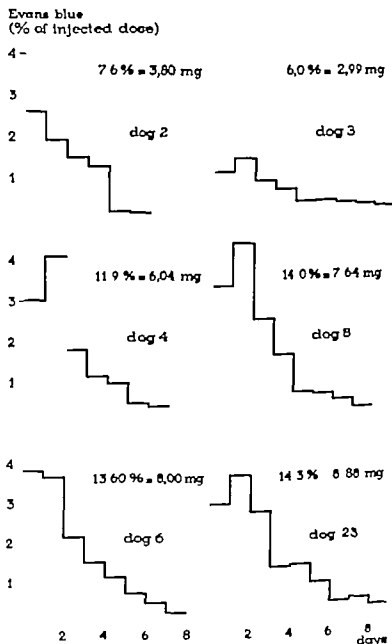 Evans blue
(% of injected dose)
4
7.6% = 3,80 mg
6,0% = 2,99 mg
3
2
dog 2
dog 3
1
4
11.9% = 6,04 mg
14.0% = 7.64 mg
3
2
dog 4
dog 8
1
4
13.60% = 8,00 mg
14.3% 8.88 mg
3
2
dog 6
dog 23
1
2 4 6 8
2 4 6 8
days